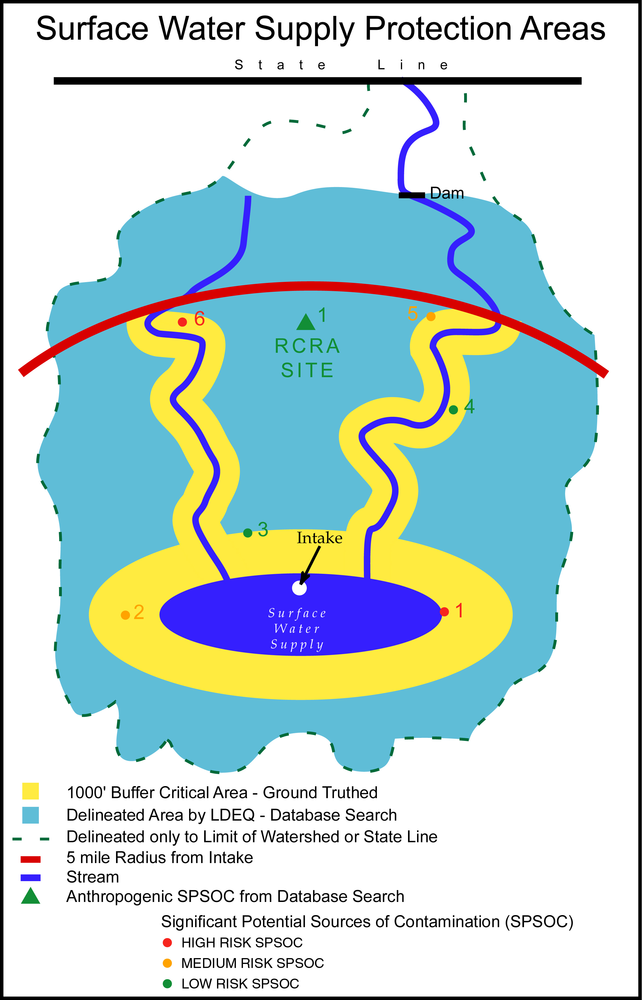 Surface Water Supply Protection Areas
State Line
Dam
6
1
5
RCRA
SITE
4
3
Intake
2
1
Surface
Water
Supply
1000' Buffer Critical Area - Ground Truthed
Delineated Area by LDEQ - Database Search
Delineated only to Limit of Watershed or State Line
5 mile Radius from Intake
Stream
Anthropogenic SPSOC from Database Search
Significant Potential Sources of Contamination (SPSOC)
HIGH RISK SPSOC
MEDIUM RISK SPSOC
LOW RISK SPSOC